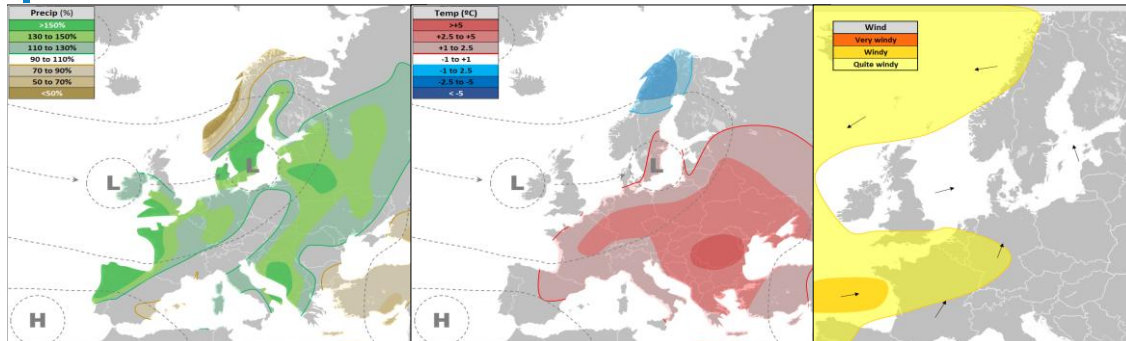 Precip (%)
>150%
130 to 150%
110 to 130%
90 to 110%
70 to 90%
50 to 70%
<50%
L
L
H
Temp (ºC)
>+5
+2.5 to +5
+1 to 2.5
-1 to +1
-1 to 2.5
-2.5 to -5
< -5
L
L
H
Wind
Very windy
Windy
Quite windy